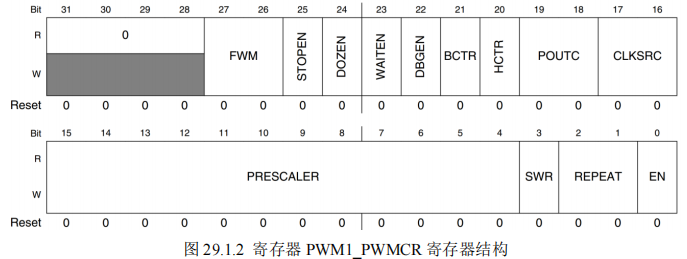 Bit 31 30 29 28 27 26 25 24 23 22 21 20 19 18 17 16
R 0 FWM STOPEN DOZEN WAITEN DBGEN BCTR HCTR POUTC CLKSRC
W
Reset 0 0 0 0 0 0 0 0 0 0 0 0 0 0 0 0
Bit 15 14 13 12 11 10 9 8 7 6 5 4 3 2 1 0
R PRESCALER SWR REPEAT EN
W
Reset 0 0 0 0 0 0 0 0 0 0 0 0 0 0 0 0
图 29.1.2 寄存器 PWM1_PWMCR 寄存器结构